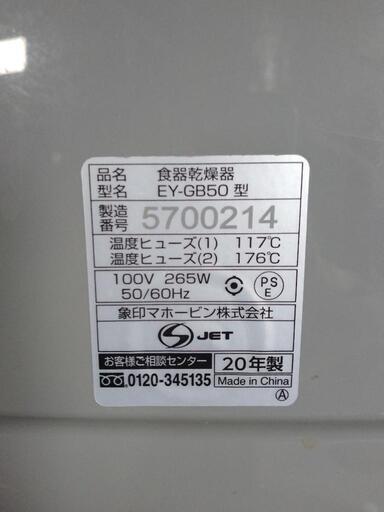 品名 食器乾燥器
型名 EY-GB50 型
製造番号 5700214
温度ヒューズ(1) 117℃
温度ヒューズ(2) 176℃
100V 265W
50/60Hz
PS
E
象印マホービン株式会社
S JET
お客様ご相談センター
0120-345135
20年製
Made in China
A